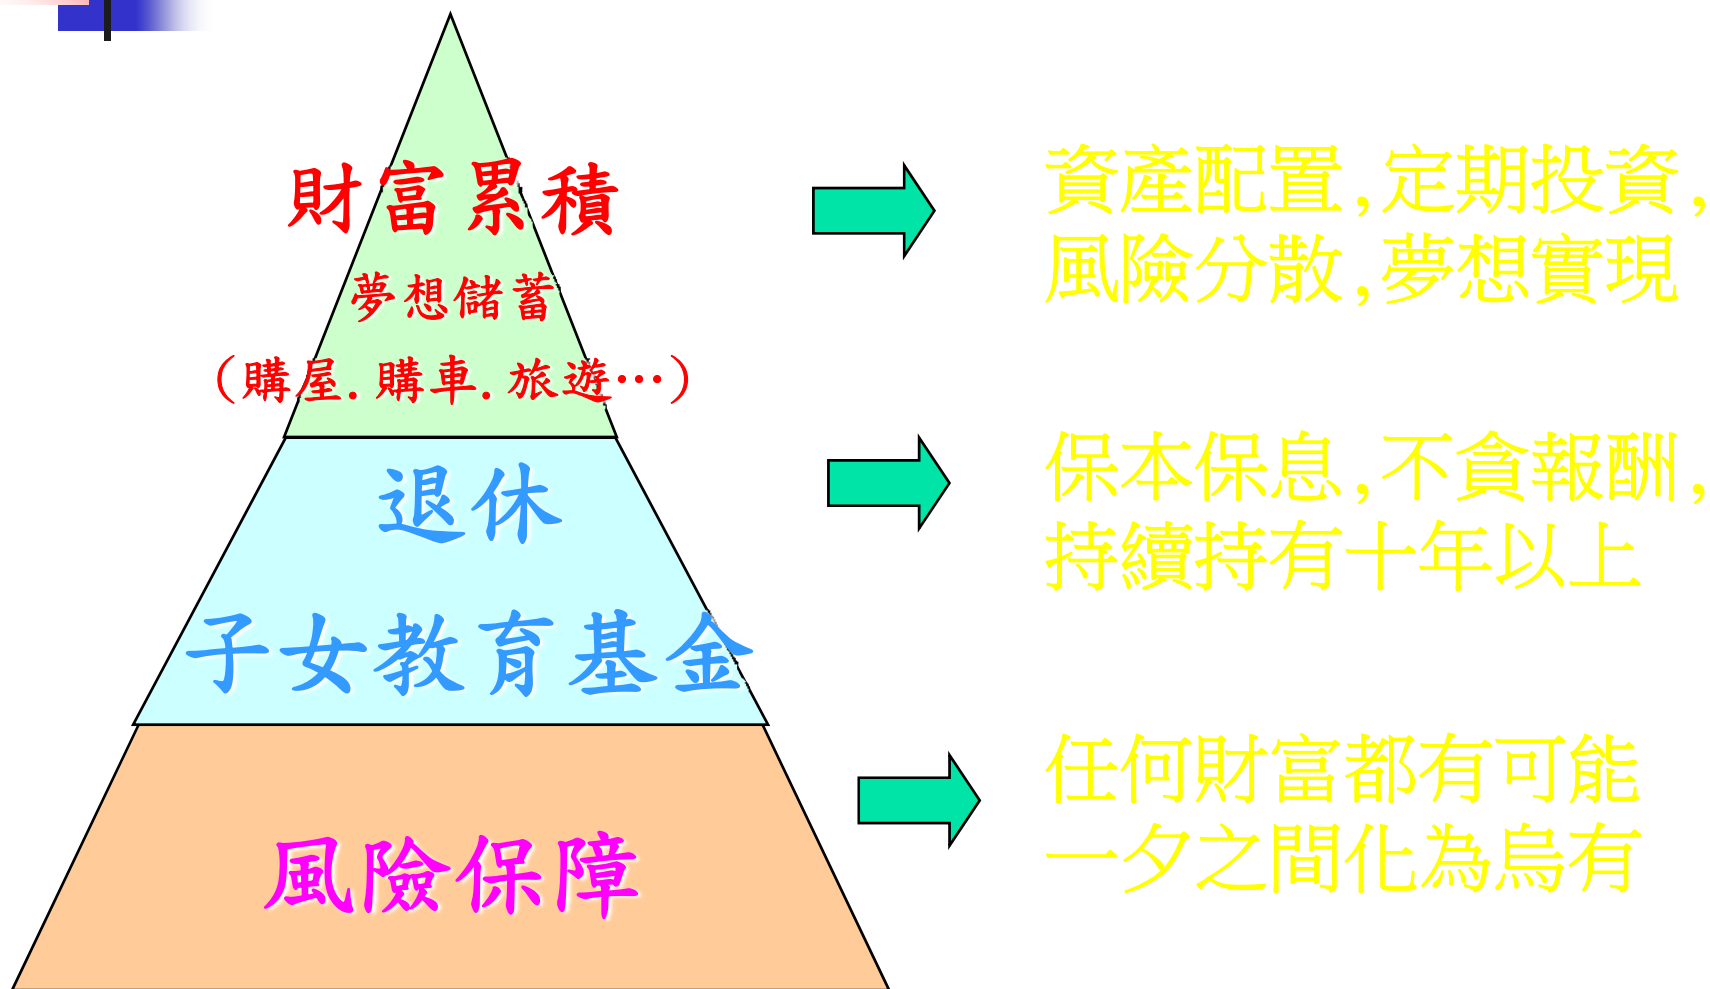 財富累積
夢想儲蓄
(購屋.購車.旅遊…)
資產配置,定期投資,
風險分散,夢想實現
退休
子女教育基金
保本保息,不貪報酬,
持續持有十年以上
風險保障
任何財富都有可能
一夕之間化為烏有